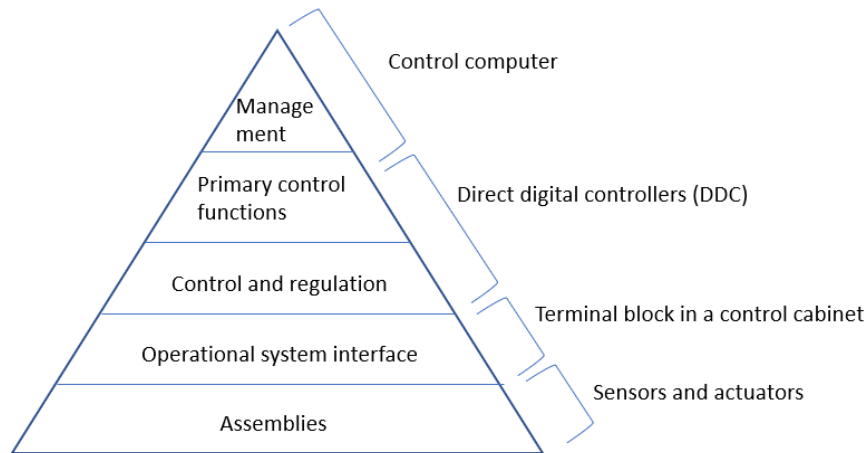 Control computer
Manage
ment
Primary control
functions
Direct digital controllers (DDC)
Control and regulation
Terminal block in a control cabinet
Operational system interface
Sensors and actuators
Assemblies